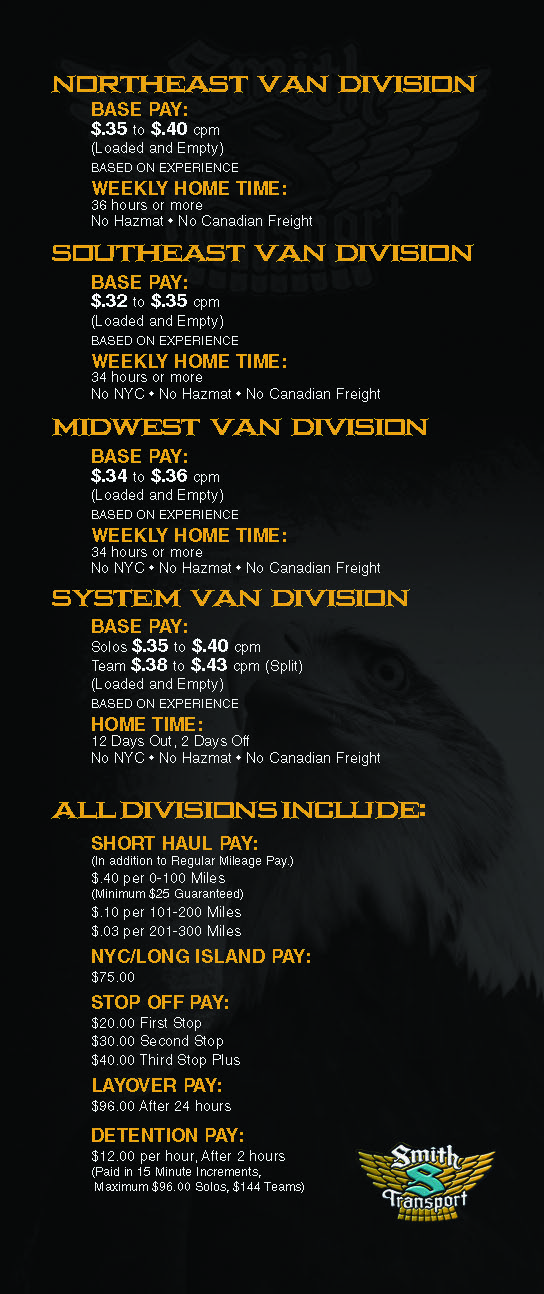 NORTHEAST VAN DIVISION
BASE PAY:
$.35 to $.40 cpm
(Loaded and Empty)
BASED ON EXPERIENCE
WEEKLY HOME TIME:
36 hours or more
No Hazmat • No Canadian Freight
SOUTHEAST VAN DIVISION
BASE PAY:
$.32 to $.35 cpm
(Loaded and Empty)
BASED ON EXPERIENCE
WEEKLY HOME TIME:
34 hours or more
No NYC • No Hazmat • No Canadian Freight
MIDWEST VAN DIVISION
BASE PAY:
$.34 to $.36 cpm
(Loaded and Empty)
BASED ON EXPERIENCE
WEEKLY HOME TIME:
34 hours or more
No NYC • No Hazmat • No Canadian Freight
SYSTEM VAN DIVISION
BASE PAY:
Solos $.35 to $.40 cpm
Team $.38 to $.43 cpm (Split)
(Loaded and Empty)
BASED ON EXPERIENCE
HOME TIME:
12 Days Out, 2 Days Off
No NYC • No Hazmat • No Canadian Freight
ALL DIVISIONS INCLUDE:
SHORT HAUL PAY:
(In addition to Regular Mileage Pay.)
$.40 per 0-100 Miles
(Minimum $25 Guaranteed)
$.10 per 101-200 Miles
$.03 per 201-300 Miles
NYC/LONG ISLAND PAY:
$75.00
STOP OFF PAY:
$20.00 First Stop
$30.00 Second Stop
$40.00 Third Stop Plus
LAYOVER PAY:
$96.00 After 24 hours
DETENTION PAY:
$12.00 per hour, After 2 hours
(Paid in 15 Minute Increments,
Maximum $96.00 Solos, $144 Teams)
Smith
S
Transport